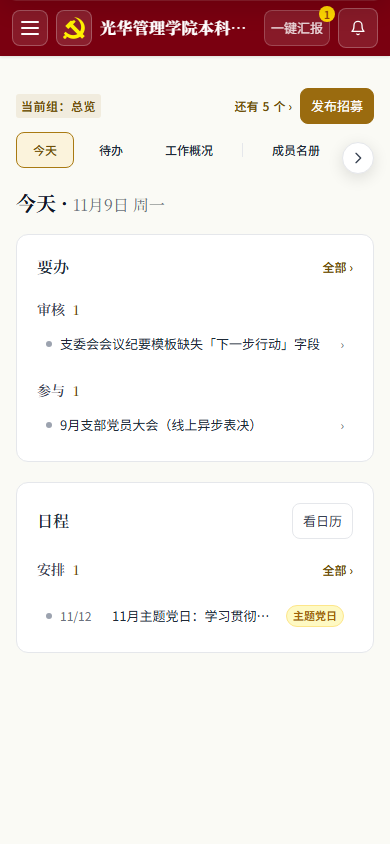 光华管理学院本科…
一键汇报
1
当前组：总览
还有 5 个 ›
发布招募
今天
待办
工作概况
成员名册
今天 · 11月9日 周一
要办
全部 ›
审核 1
支委会会议纪要模板缺失「下一步行动」字段 ›
参与 1
9月支部党员大会（线上异步表决） ›
日程
看日历
安排 1
全部 ›
11/12 11月主题党日：学习贯彻… 主题党日